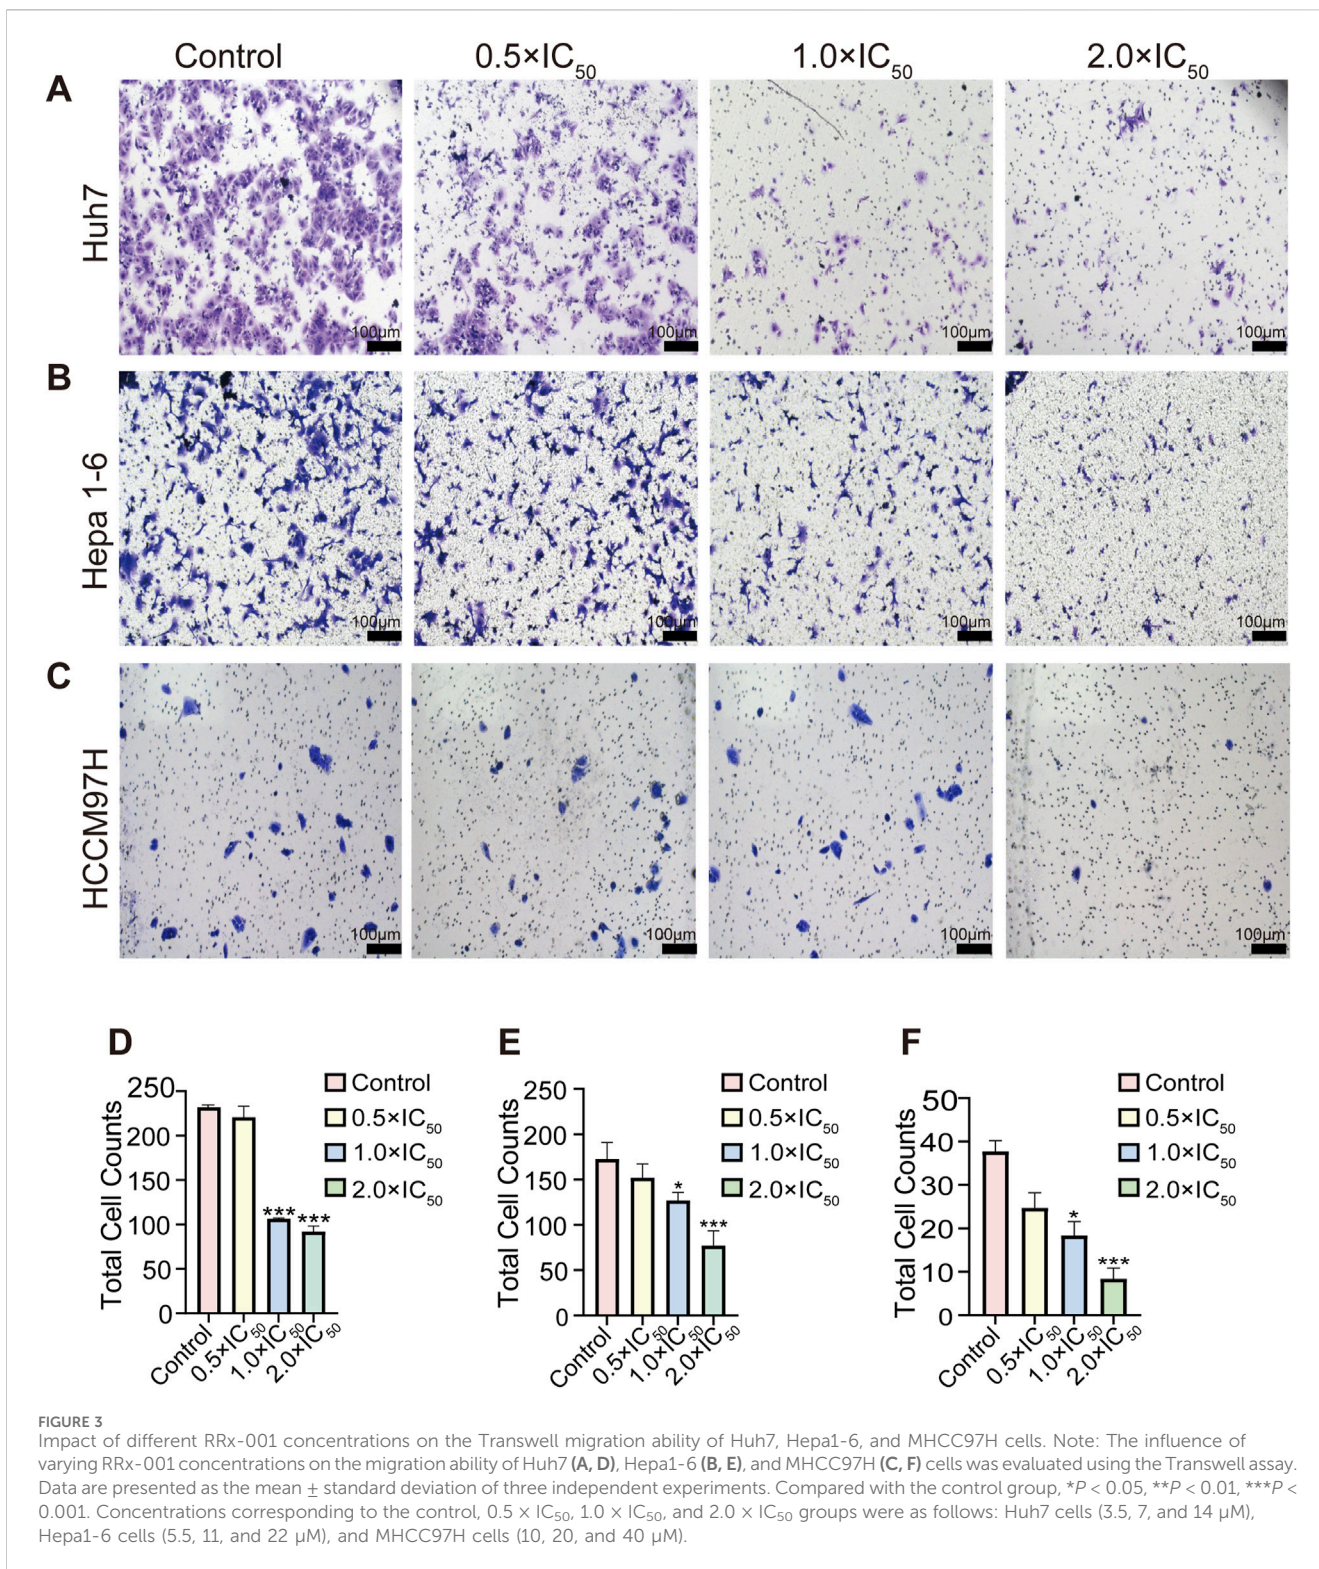 Control 0.5×IC50 1.0×IC50 2.0×IC50
A
Huh7
100µm 100µm 100µm 100µm
B
Hepa 1-6
100µm 100µm 100µm 100µm
C
HCCM97H
100µm 100µm 100µm 100µm
D
Total Cell Counts
250
200
150
100
50
0
*** ***
Control 0.5×IC50 1.0×IC50 2.0×IC50
Control
0.5×IC50
1.0×IC50
2.0×IC50
E
Total Cell Counts
250
200
150
100
50
0
* ***
Control 0.5×IC50 1.0×IC50 2.0×IC50
Control
0.5×IC50
1.0×IC50
2.0×IC50
F
Total Cell Counts
50
40
30
20
10
0
* ***
Control 0.5×IC50 1.0×IC50 2.0×IC50
Control
0.5×IC50
1.0×IC50
2.0×IC50
FIGURE 3
Impact of different RRx-001 concentrations on the Transwell migration ability of Huh7, Hepa1-6, and MHCC97H cells. Note: The influence of
varying RRx-001 concentrations on the migration ability of Huh7 (A, D), Hepa1-6 (B, E), and MHCC97H (C, F) cells was evaluated using the Transwell assay.
Data are presented as the mean ± standard deviation of three independent experiments. Compared with the control group, *P < 0.05, **P < 0.01, ***P <
0.001. Concentrations corresponding to the control, 0.5 × IC50, 1.0 × IC50, and 2.0 × IC50 groups were as follows: Huh7 cells (3.5, 7, and 14 µM),
Hepa1-6 cells (5.5, 11, and 22 µM), and MHCC97H cells (10, 20, and 40 µM).